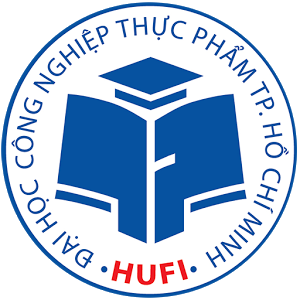 ĐẠI HỌC CÔNG NGHIỆP THỰC PHẨM TP. HỒ CHÍ MINH
• HUFI •